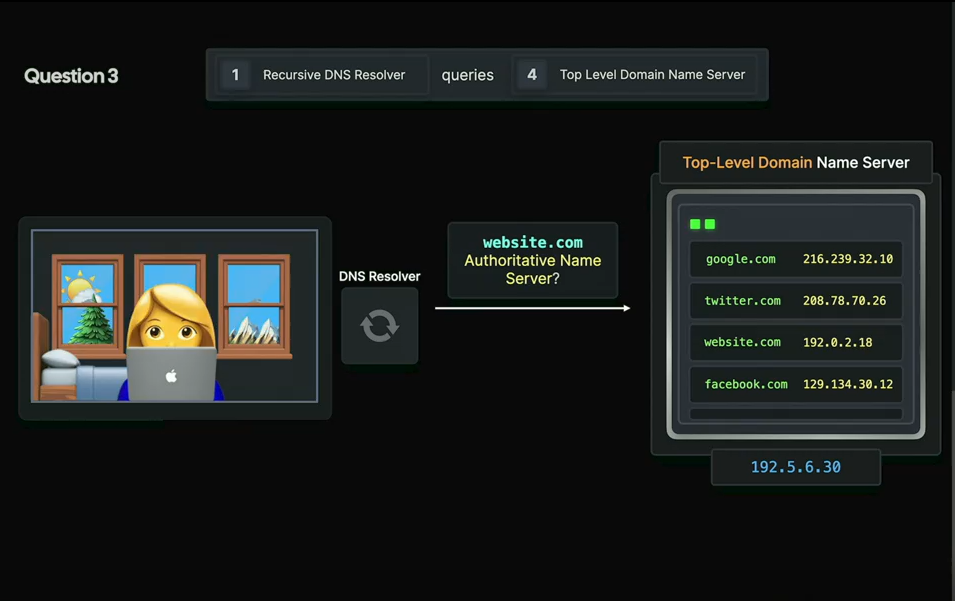 Question 3
1 Recursive DNS Resolver queries 4 Top Level Domain Name Server
Top-Level Domain Name Server
website.com
Authoritative Name
Server?
DNS Resolver
google.com 216.239.32.10
twitter.com 208.78.70.26
website.com 192.0.2.18
facebook.com 129.134.30.12
192.5.6.30